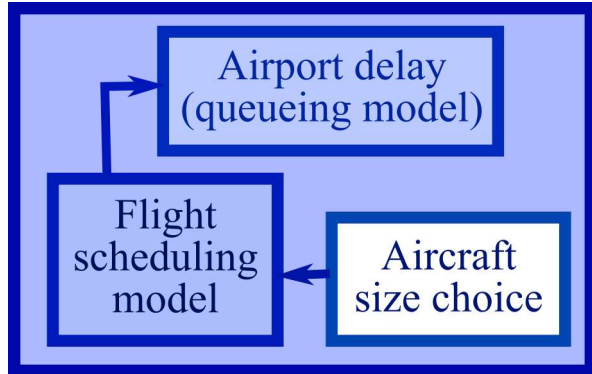 Airport delay
(queueing model)
Flight
scheduling
model
Aircraft
size choice